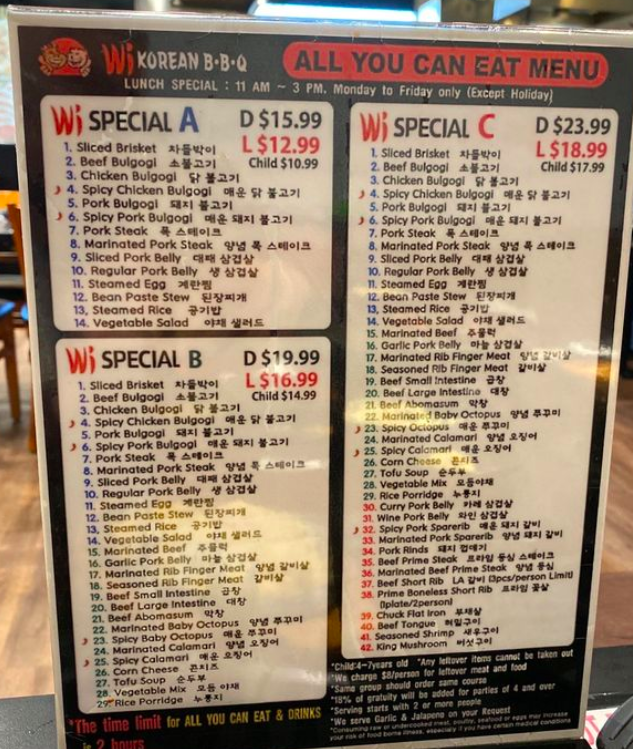 Wj KOREAN B·B·Q
ALL YOU CAN EAT MENU
LUNCH SPECIAL : 11 AM ~ 3 PM. Monday to Friday only (Except Holiday)
Wj SPECIAL A D $15.99
L $12.99
Child $10.99
1. Sliced Brisket 차돌박이
2. Beef Bulgogi 소불고기
3. Chicken Bulgogi 닭 불고기
4. Spicy Chicken Bulgogi 매운 닭 불고기
5. Pork Bulgogi 돼지 불고기
6. Spicy Pork Bulgogi 매운 돼지 불고기
7. Pork Steak 폭 스테이크
8. Marinated Pork Steak 양념 폭 스테이크
9. Sliced Pork Belly 대패 삼겹살
10. Regular Pork Belly 생 삼겹살
11. Steamed Egg 계란찜
12. Bean Paste Stew 된장찌개
13. Steamed Rice 공기밥
14. Vegetable Salad 야채 샐러드
Wj SPECIAL B D $19.99
L $16.99
Child $14.99
1. Sliced Brisket 차돌박이
2. Beef Bulgogi 소불고기
3. Chicken Bulgogi 닭 불고기
4. Spicy Chicken Bulgogi 매운 닭 불고기
5. Pork Bulgogi 돼지 불고기
6. Spicy Pork Bulgogi 매운 돼지 불고기
7. Pork Steak 폭 스테이크
8. Marinated Pork Steak 양념 폭 스테이크
9. Sliced Pork Belly 대패 삼겹살
10. Regular Pork Belly 생 삼겹살
11. Steamed Egg 계란찜
12. Bean Paste Stew 된장찌개
13. Steamed Rice 공기밥
14. Vegetable Salad 야채 샐러드
15. Marinated Beef 주물럭
16. Garlic Pork Belly 마늘 삼겹살
17. Marinated Rib Finger Meat 양념 갈비살
18. Seasoned Rib Finger Meat 갈비살
19. Beef Small Intestine 곱창
20. Beef Large Intestine 대창
21. Beef Abomasum 막창
22. Marinated Baby Octopus 양념 쭈꾸미
23. Spicy Baby Octopus 매운 쭈꾸미
24. Marinated Calamari 양념 오징어
25. Spicy Calamari 매운 오징어
26. Corn Cheese 콘치즈
27. Tofu Soup 순두부
28. Vegetable Mix 모듬 야채
29. Rice Porridge 누룽지
Wj SPECIAL C D $23.99
L $18.99
Child $17.99
1. Sliced Brisket 차돌박이
2. Beef Bulgogi 소불고기
3. Chicken Bulgogi 닭 불고기
4. Spicy Chicken Bulgogi 매운 닭 불고기
5. Pork Bulgogi 돼지 불고기
6. Spicy Pork Bulgogi 매운 돼지 불고기
7. Pork Steak 폭 스테이크
8. Marinated Pork Steak 양념 폭 스테이크
9. Sliced Pork Belly 대패 삼겹살
10. Regular Pork Belly 생 삼겹살
11. Steamed Egg 계란찜
12. Bean Paste Stew 된장찌개
13. Steamed Rice 공기밥
14. Vegetable Salad 야채 샐러드
15. Marinated Beef 주물럭
16. Garlic Pork Belly 마늘 삼겹살
17. Marinated Rib Finger Meat 양념 갈비살
18. Seasoned Rib Finger Meat 갈비살
19. Beef Small Intestine 곱창
20. Beef Large Intestine 대창
21. Beef Abomasum 막창
22. Marinated Baby Octopus 양념 쭈꾸미
23. Spicy Octopus 매운 쭈꾸미
24. Marinated Calamari 양념 오징어
25. Spicy Calamari 매운 오징어
26. Corn Cheese 콘치즈
27. Tofu Soup 순두부
28. Vegetable Mix 모듬야채
29. Rice Porridge 누룽지
30. Curry Pork Belly 카레 삼겹살
31. Wine Pork Belly 와인 삼겹살
32. Spicy Pork Sparerib 매운 돼지 갈비
33. Marinated Pork Sparerib 양념 돼지 갈비
34. Pork Rinds 돼지 껍데기
35. Beef Prime Steak 프라임 등심 스테이크
36. Marinated Beef Prime Steak 양념 등심
37. Beef Short Rib LA 갈비 (3pcs/person Limit)
38. Prime Boneless Short Rib 프라임 꽃살
(1plate/2person)
39. Chuck Flat Iron 부채살
40. Beef Tongue 혀밑구이
41. Seasoned Shrimp 새우구이
42. King Mushroom 버섯구이
*The time limit for ALL YOU CAN EAT & DRINKS
is 2 hours
*Child:4~7years old *Any leftover items cannot be taken out
*We charge $8/person for leftover meat and food
*Same group should order same course
*18% of gratuity will be added for parties of 4 and over
*Serving starts with 2 or more people
*We serve Garlic & Jalapeno on your Request
*Consuming raw or undercooked meat, poultry, seafood or eggs may increase
your risk of food borne illness, especially if you have certain medical conditions